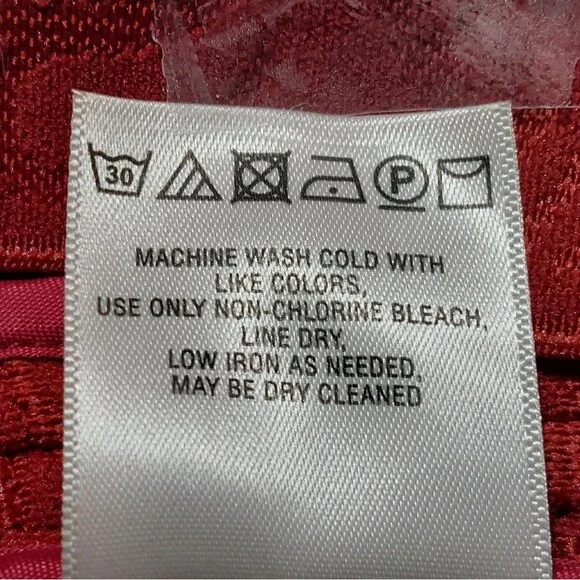 30 P
MACHINE WASH COLD WITH
LIKE COLORS,
USE ONLY NON-CHLORINE BLEACH,
LINE DRY,
LOW IRON AS NEEDED,
MAY BE DRY CLEANED